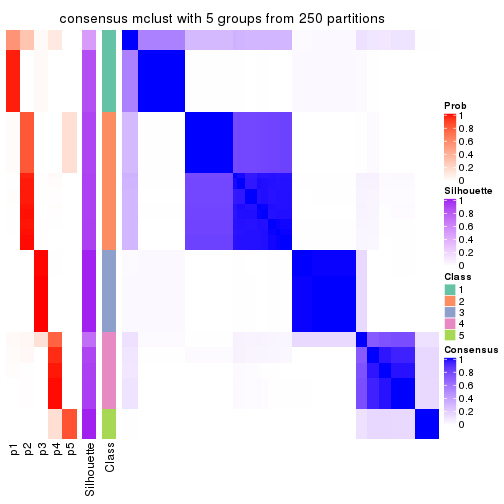 consensus mclust with 5 groups from 250 partitions
Prob
1
0.8
0.6
0.4
0.2
0
Silhouette
1
0.8
0.6
0.4
0.2
0
Class
1
2
3
4
5
Consensus
1
0.8
0.6
0.4
0.2
0
p1
p2
p3
p4
p5
Silhouette
Class